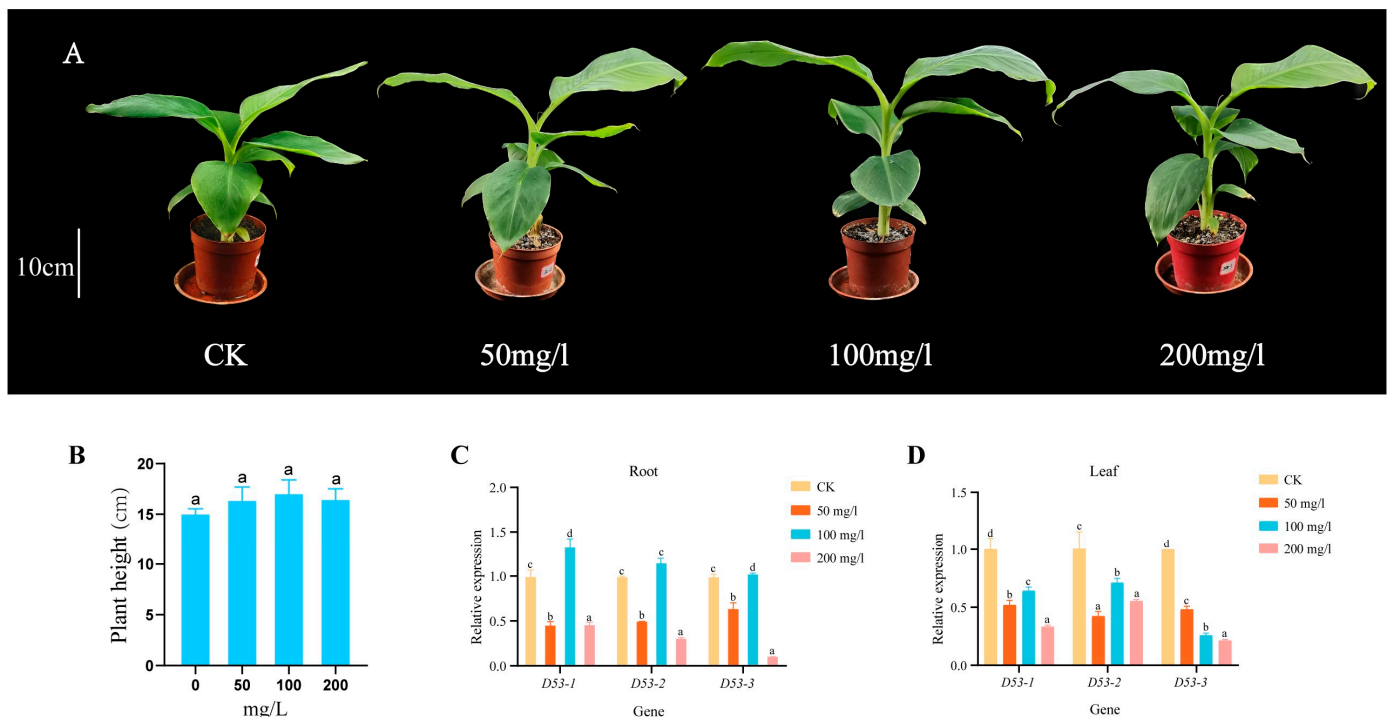 A
10cm
CK
50mg/l
100mg/l
200mg/l
B
Plant height (cm)
20
15
10
5
0
a
a
a
a
0
50
100
200
mg/L
C
Root
Relative expression
2.0
1.5
1.0
0.5
0.0
c
b
d
a
c
b
c
a
c
b
d
a
D53-1
D53-2
D53-3
Gene
CK
50 mg/l
100 mg/l
200 mg/l
D
Leaf
Relative expression
1.5
1.0
0.5
0.0
d
b
c
a
c
a
b
a
d
c
b
a
D53-1
D53-2
D53-3
Gene
CK
50 mg/l
100 mg/l
200 mg/l